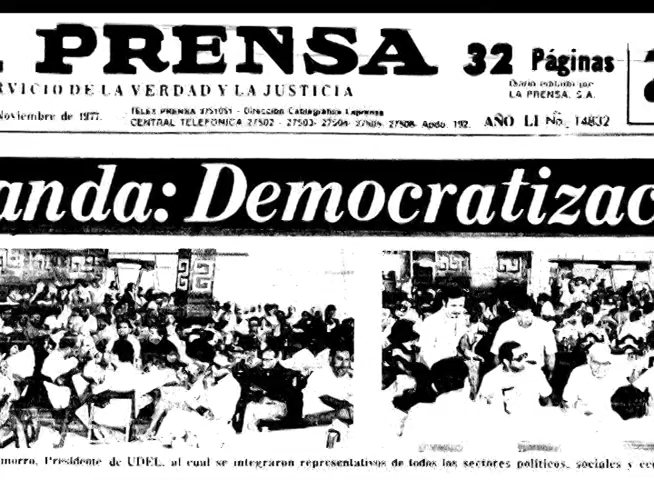 PRENSA 32 Páginas
RVICIO DE LA VERDAD Y LA JUSTICIA
Diario editado por
LA PRENSA, S.A.
Noviembre de 1977.
TELEX PRENSA 3751051 - Dirección Cablegráfica Laprensa
CENTRAL TELEFONICA 27502 - 27503- 27504- 27505- 27506- Apdo. 192.
AÑO LI No. 14832
anda: Democratizac
morro, Presidente de UDEL, al cual se integraron representativos de todos los sectores políticos, sociales y